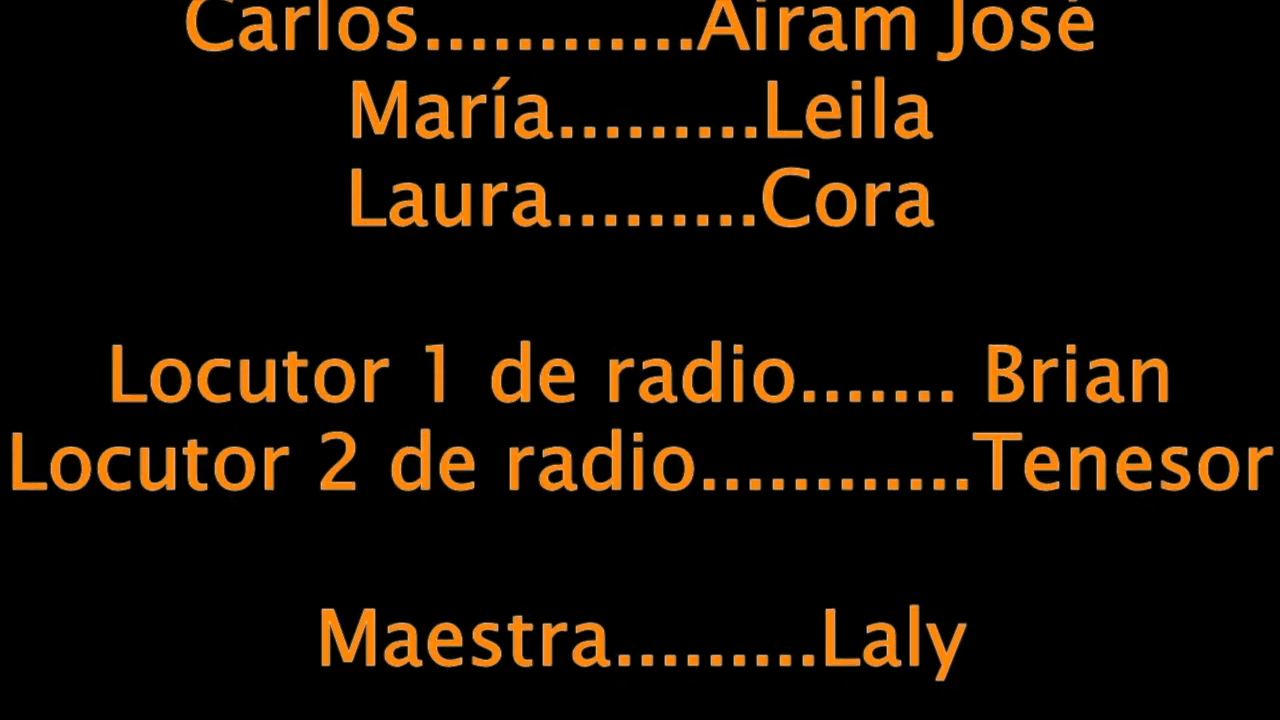 Carlos............Airam José
María.........Leila
Laura.........Cora
Locutor 1 de radio....... Brian
Locutor 2 de radio............Tenesor
Maestra.........Laly